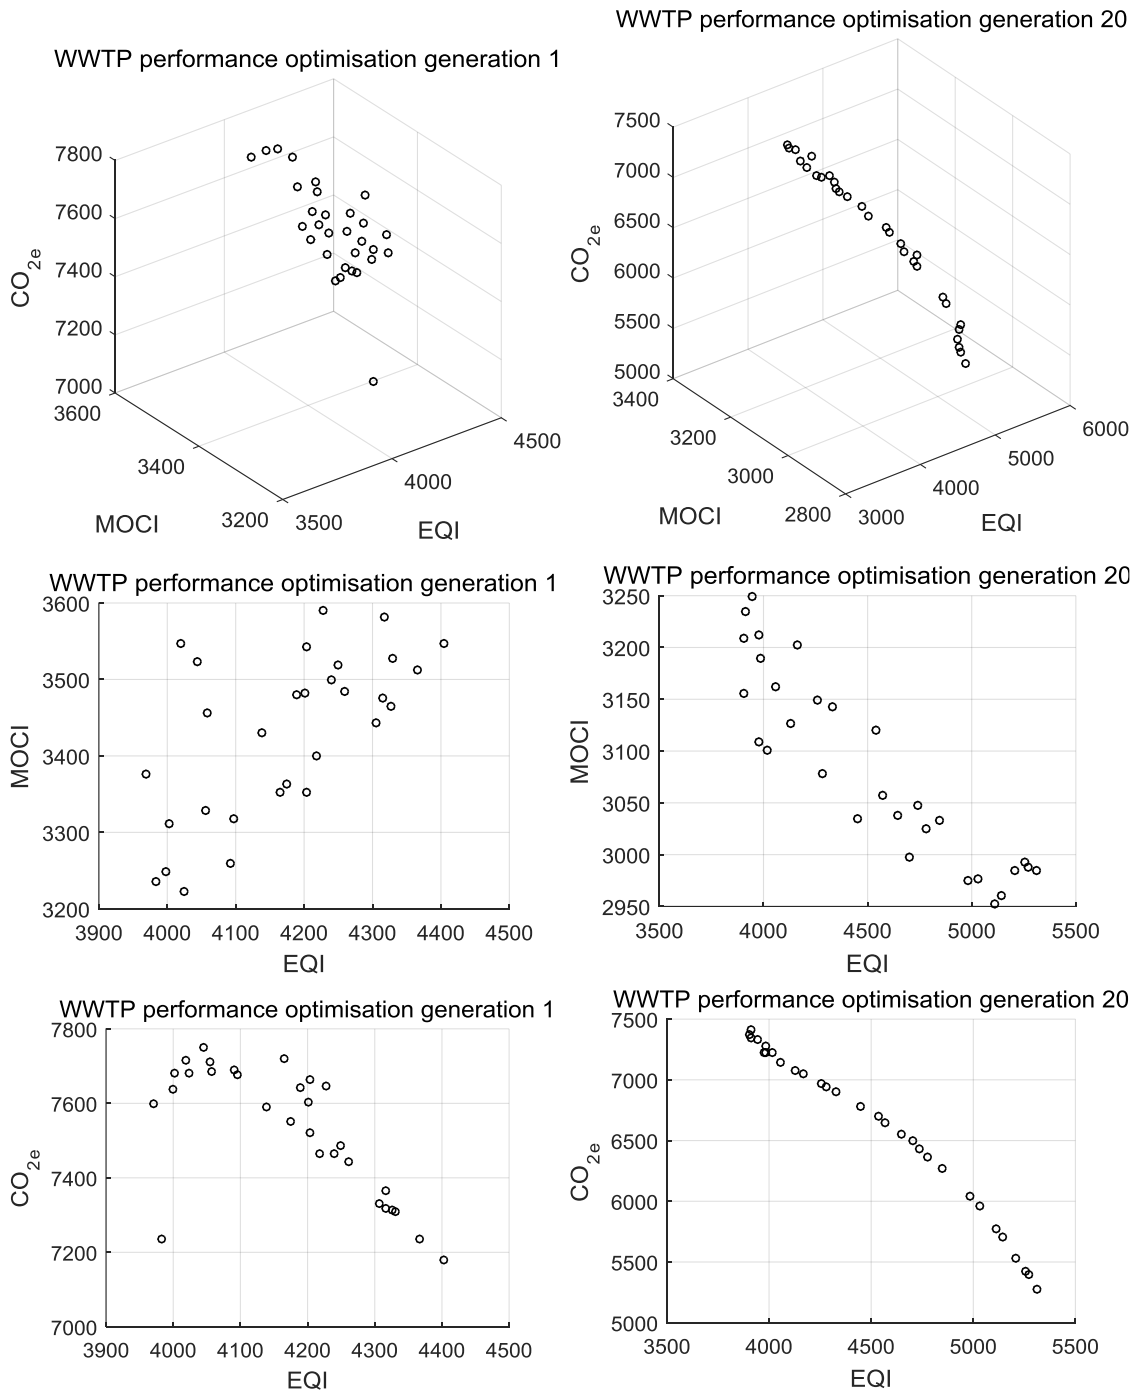 WWTP performance optimisation generation 1
7800
7600
7400
7200
7000
3600
3400
3200
3500
4000
4500
CO2e
MOCI
EQI
WWTP performance optimisation generation 20
7500
7000
6500
6000
5500
5000
3400
3200
3000
2800
3000
4000
5000
6000
CO2e
MOCI
EQI
WWTP performance optimisation generation 1
3600
3500
3400
3300
3200
3900 4000 4100 4200 4300 4400 4500
MOCI
EQI
WWTP performance optimisation generation 20
3250
3200
3150
3100
3050
3000
2950
3500 4000 4500 5000 5500
MOCI
EQI
WWTP performance optimisation generation 1
7800
7600
7400
7200
7000
3900 4000 4100 4200 4300 4400 4500
CO2e
EQI
WWTP performance optimisation generation 20
7500
7000
6500
6000
5500
5000
3500 4000 4500 5000 5500
CO2e
EQI